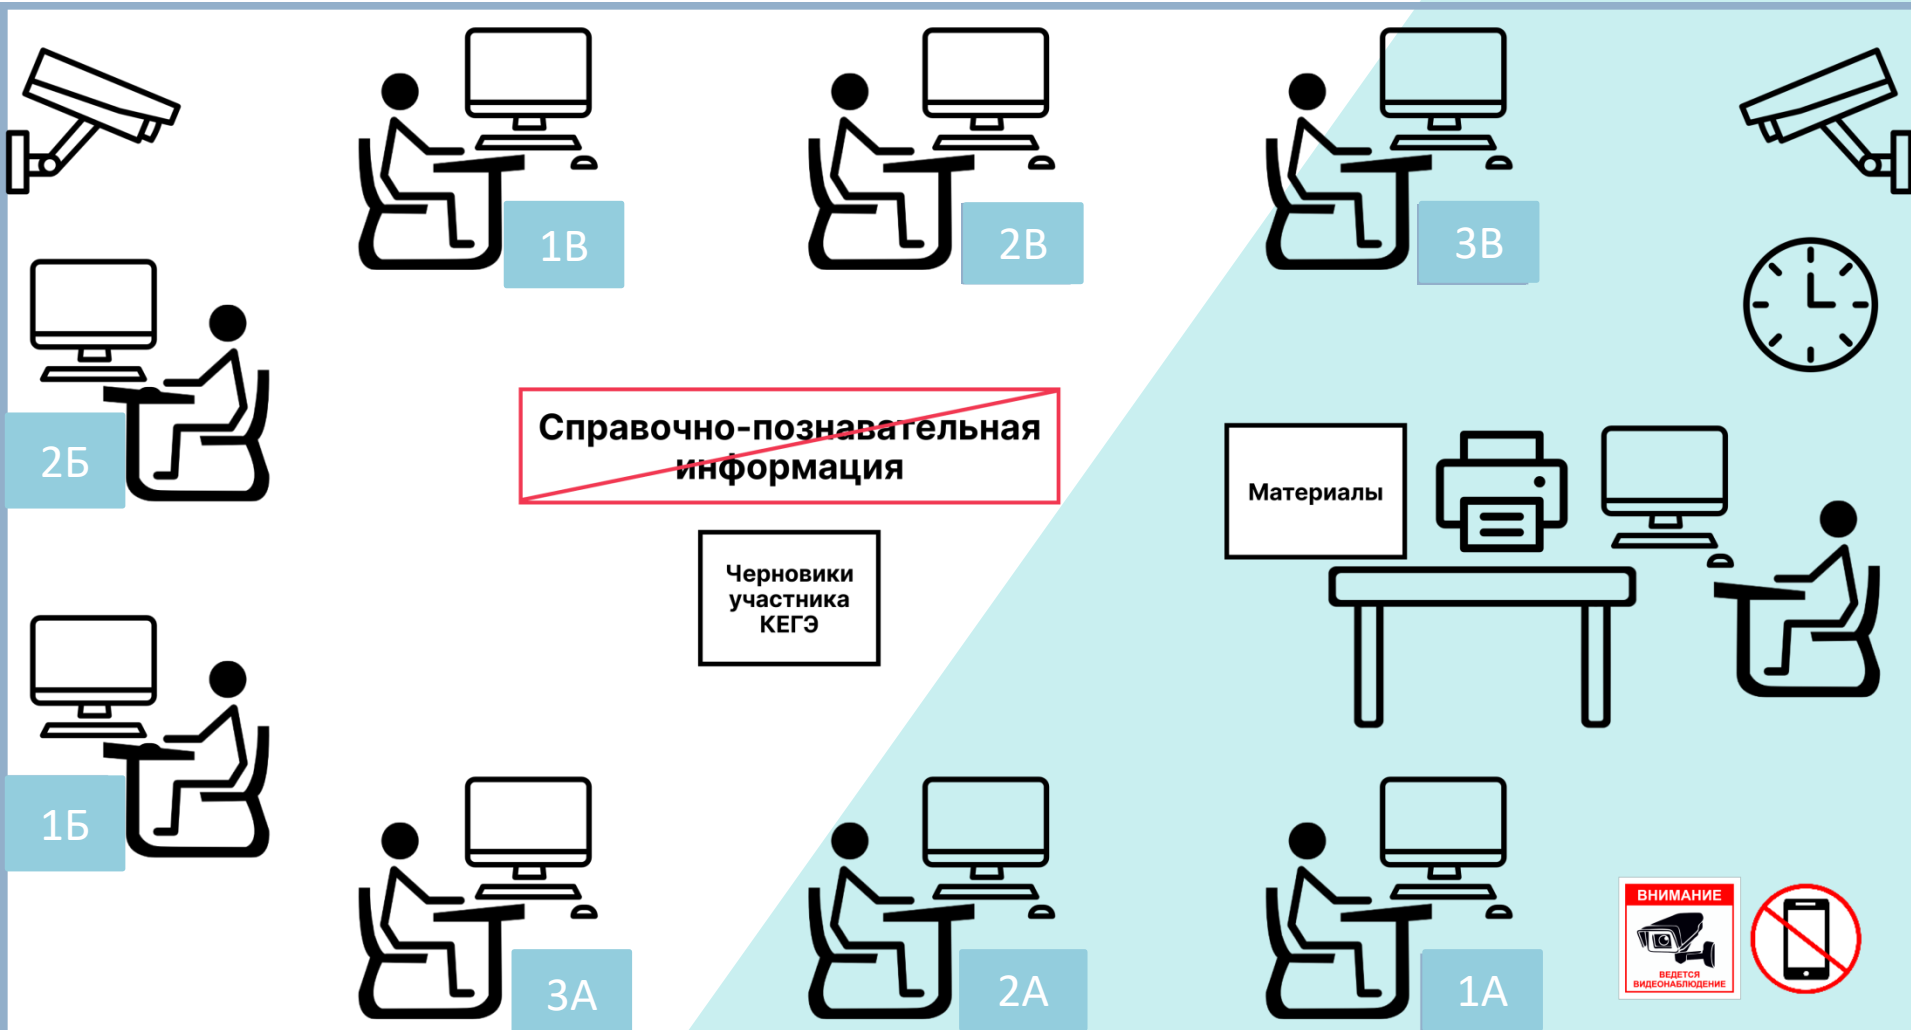 1В
2В
3В
2Б
Справочно-познавательная
информация
Материалы
Черновики
участника
КЕГЭ
1Б
3А
2А
1А
ВНИМАНИЕ
ВЕДЕТСЯ
ВИДЕОНАБЛЮДЕНИЕ